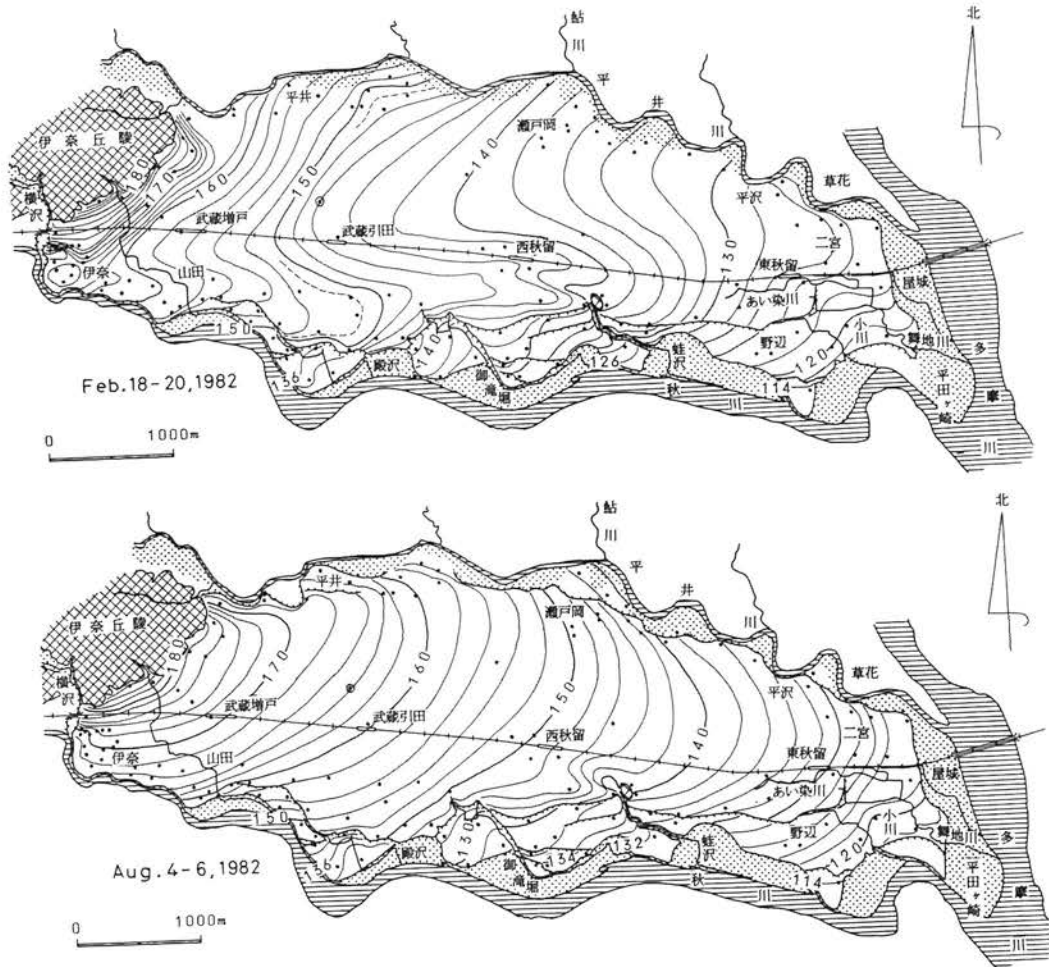 北
鮎川
平井川
平井
瀬戸岡
伊奈丘陵
180
170
160
150
140
130
横沢
武蔵増戸
武蔵引田
西秋留
平沢
草花
二宮
東秋留
あい染川
屋城
伊奈
山田
150
136
殿沢
140
御滝堀
126
蛙沢
野辺
120
小川
舞地川
114
平田ヶ崎
秋川
多摩川
Feb.18-20,1982
0 1000m
北
鮎川
平井川
平井
瀬戸岡
伊奈丘陵
180
170
160
150
140
横沢
武蔵増戸
武蔵引田
西秋留
平沢
草花
二宮
東秋留
あい染川
屋城
伊奈
山田
150
136
殿沢
130
御滝堀
134
132
蛙沢
野辺
120
小川
舞地川
114
平田ヶ崎
秋川
多摩川
Aug.4-6,1982
0 1000m